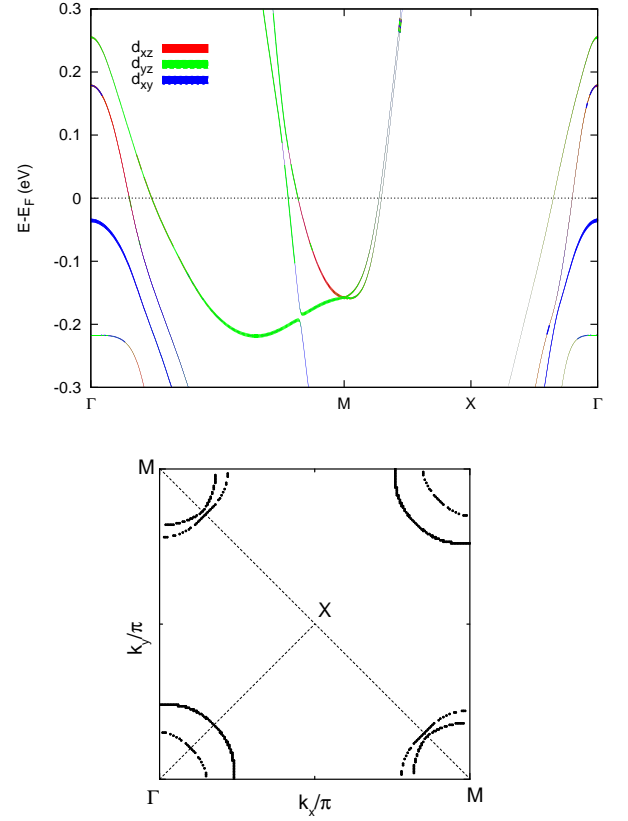 0.3
d_xz
d_yz
d_xy
0.2
0.1
0
-0.1
-0.2
-0.3
E-E_F (eV)
Γ M X Γ
M
X
k_y/π
Γ k_x/π M